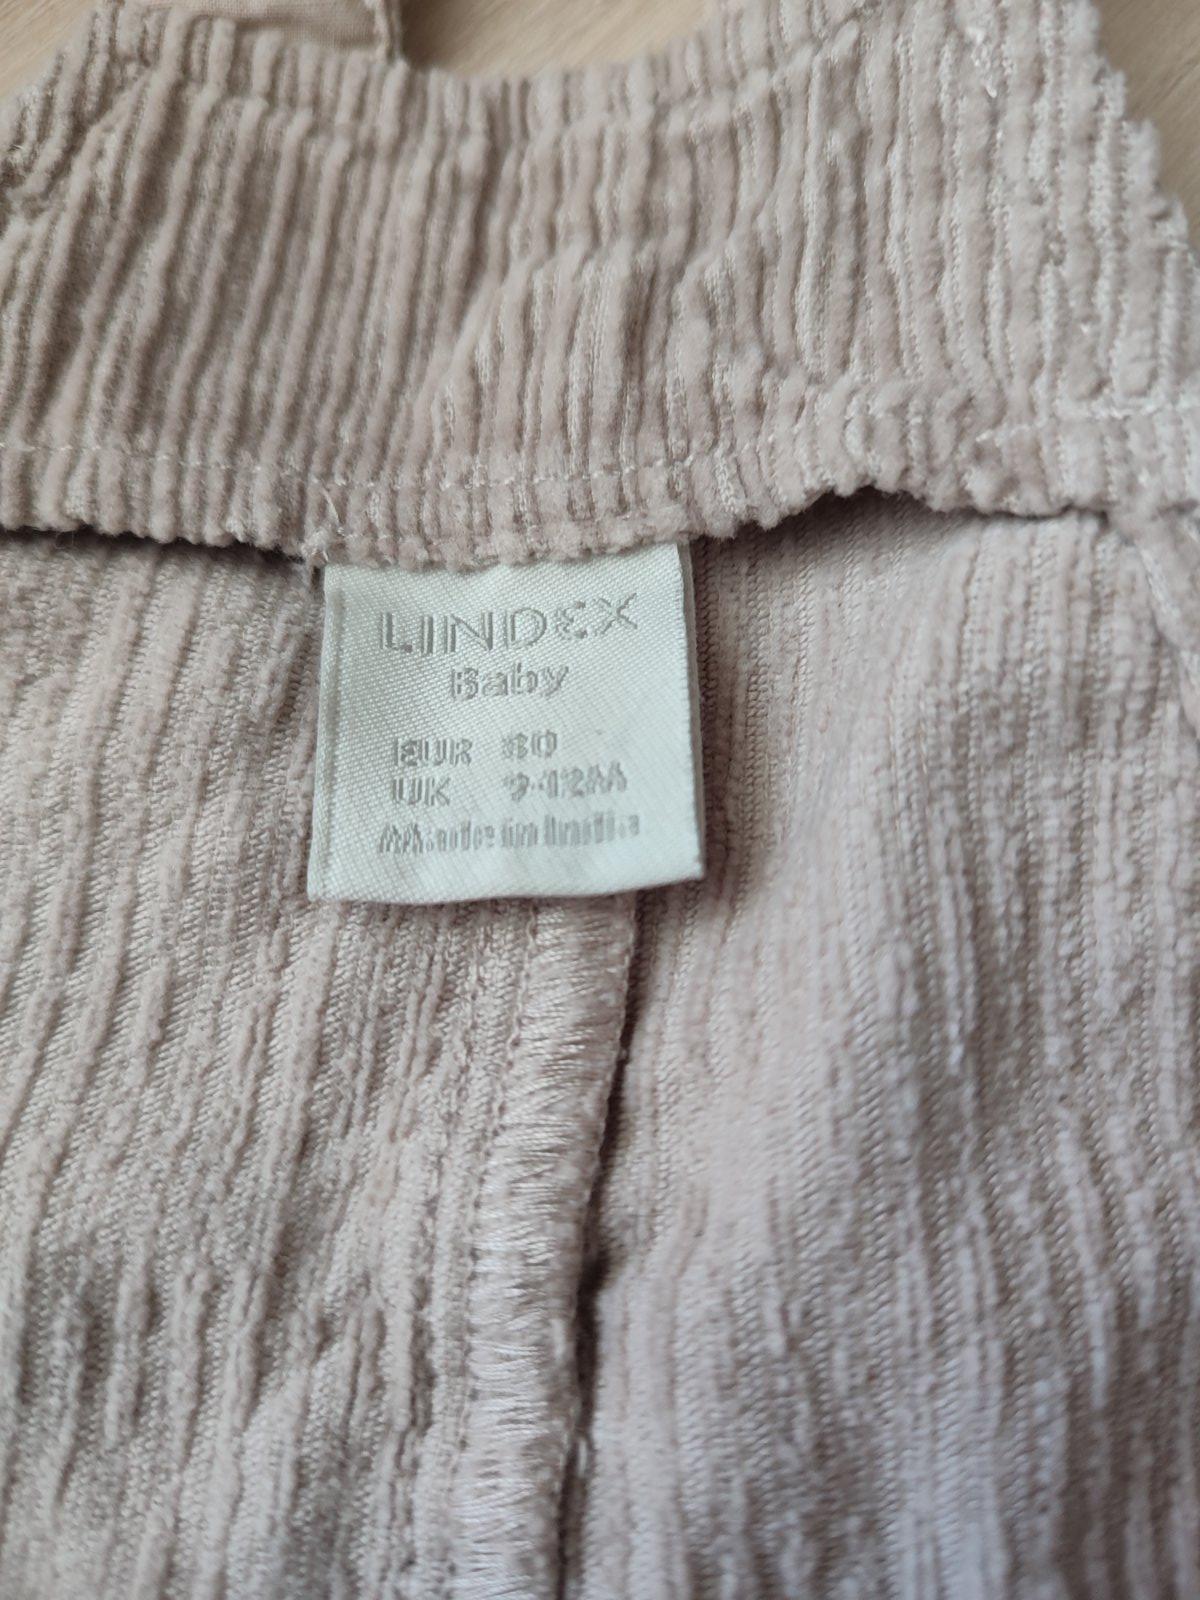 LINDEX
Baby
EUR 80
UK 9-12M
Made in India